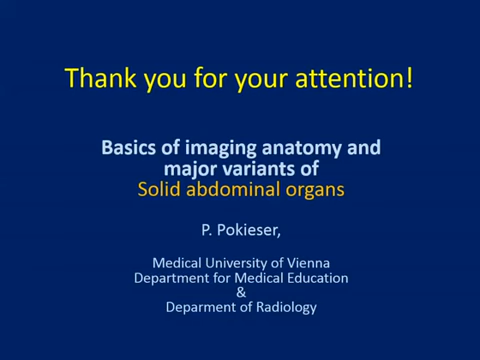 Thank you for your attention!
Basics of imaging anatomy and
major variants of
Solid abdominal organs
P. Pokieser,
Medical University of Vienna
Department for Medical Education
&
Deparment of Radiology